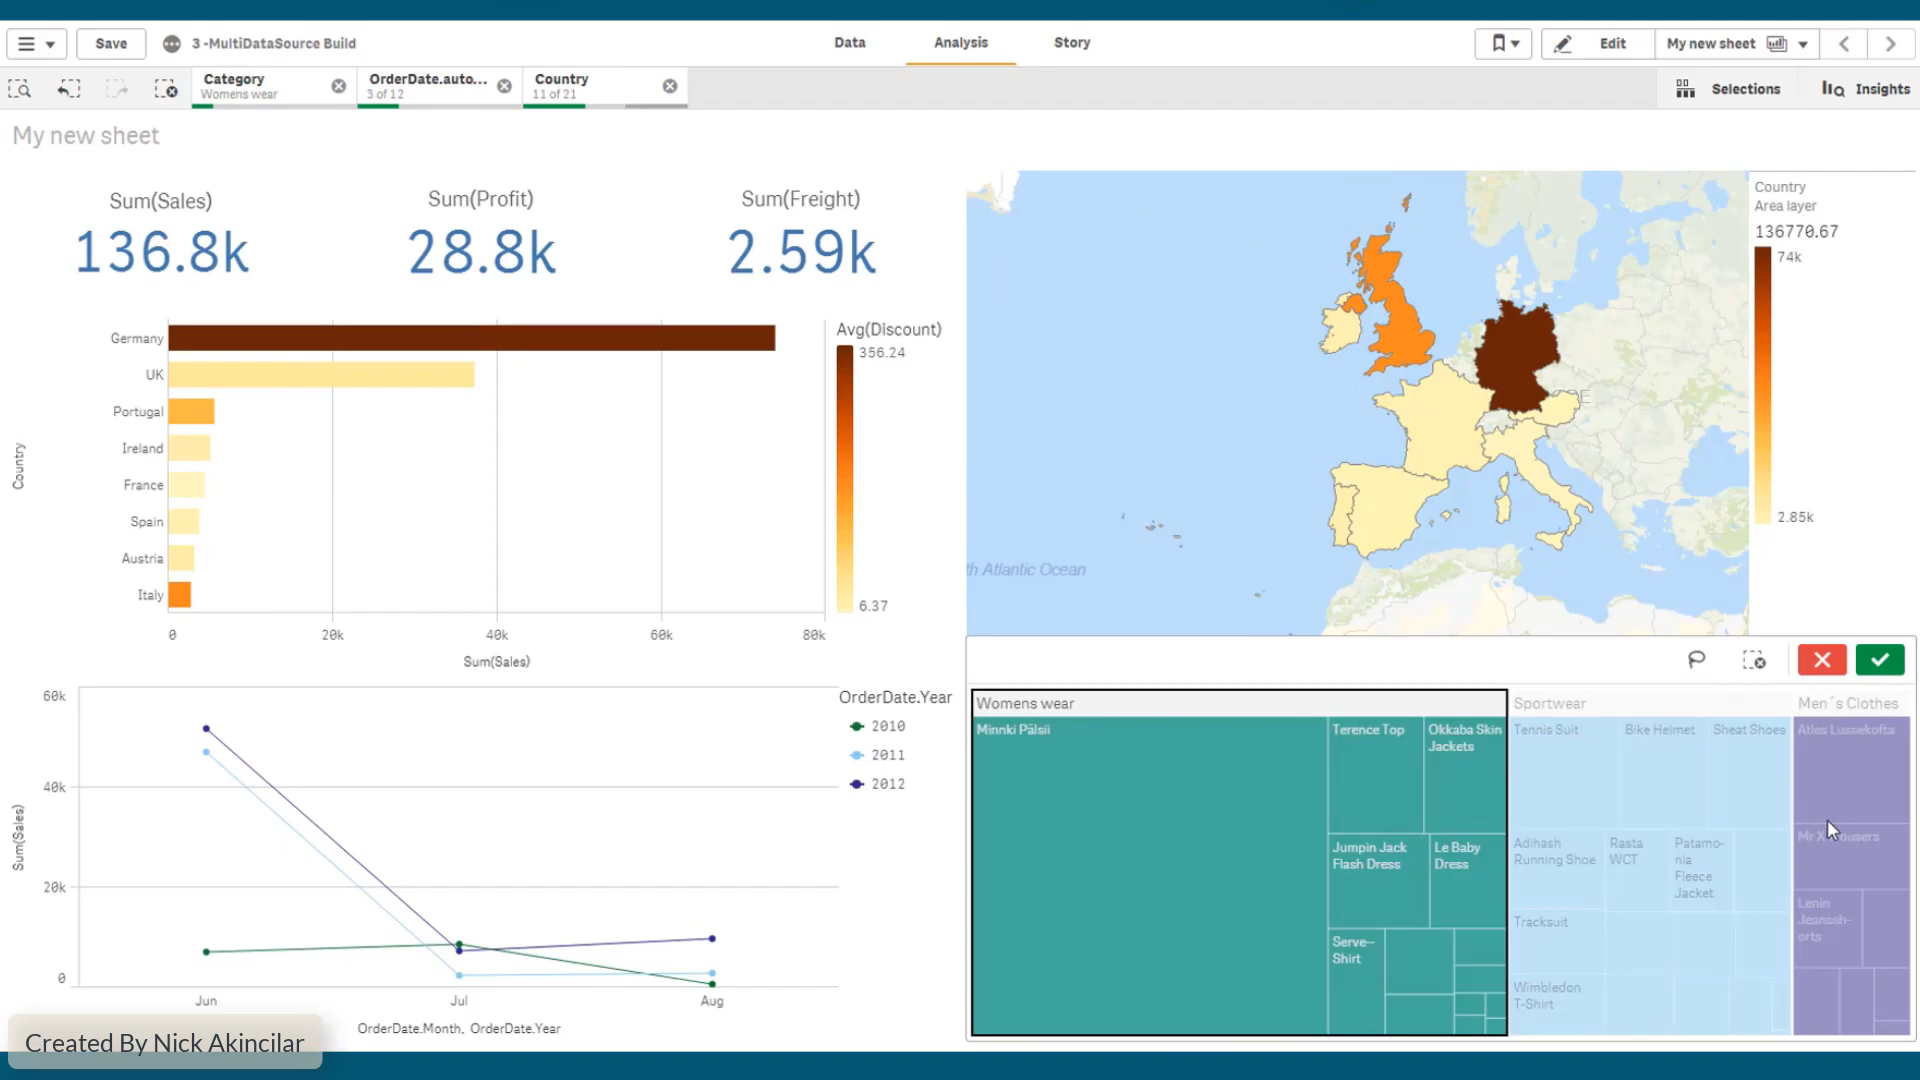 Save
3 -MultiDataSource Build
Data
Analysis
Story
Edit
My new sheet
Category
Womens wear
OrderDate.auto...
3 of 12
Country
11 of 21
Selections
Insights
My new sheet
Sum(Sales)
136.8k
Sum(Profit)
28.8k
Sum(Freight)
2.59k
Country
Germany
UK
Portugal
Ireland
France
Spain
Austria
Italy
0
20k
40k
60k
80k
Sum(Sales)
Avg(Discount)
356.24
6.37
th Atlantic Ocean
Country
Area layer
136770.67
74k
2.85k
Sum(Sales)
60k
40k
20k
0
Jun
Jul
Aug
OrderDate.Month, OrderDate.Year
OrderDate.Year
2010
2011
2012
Womens wear
Minnki Pälsii
Terence Top
Okkaba Skin
Jackets
Jumpin Jack
Flash Dress
Le Baby
Dress
Serve--
Shirt
Sportwear
Tennis Suit
Bike Helmet
Sheat Shoes
Adihash
Running Shoe
Rasta
WCT
Patamo-
nia
Fleece
Jacket
Tracksuit
Wimbledon
T-Shirt
Men´s Clothes
Atles Lussekofta
Lenin
Jeanssh-
orts
Created By Nick Akincilar